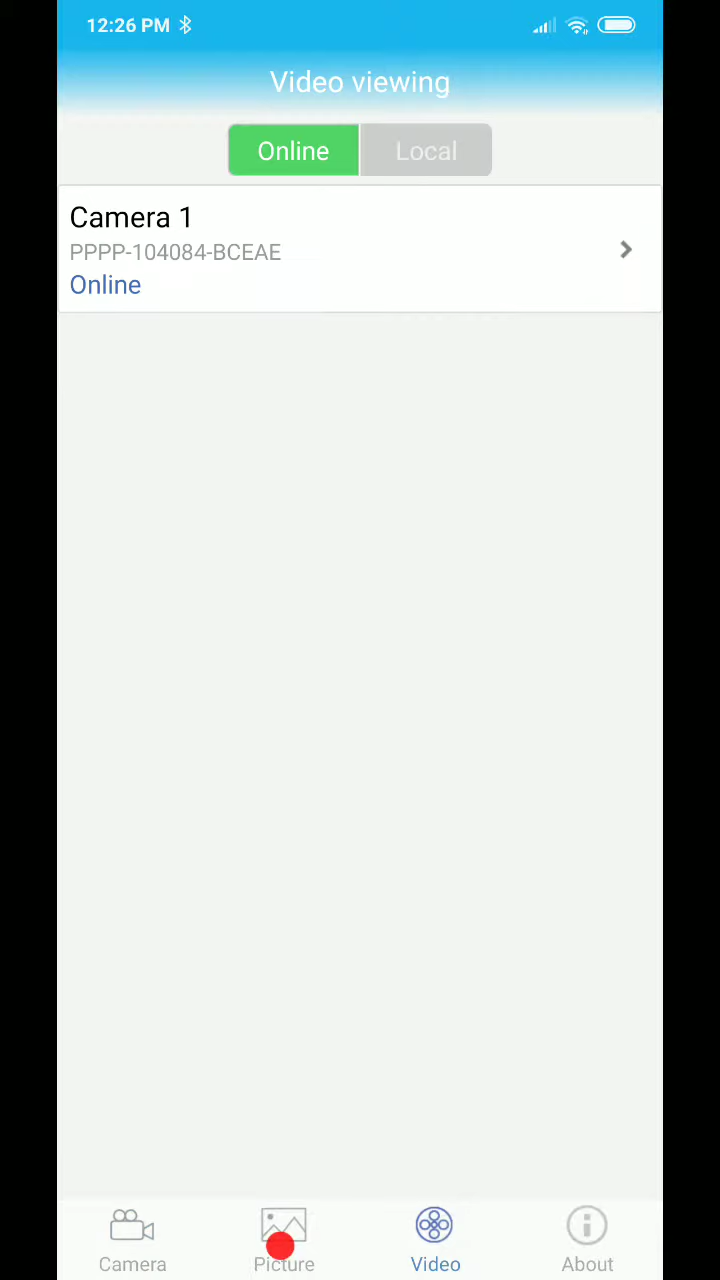 12:26 PM
Video viewing
Online
Local
Camera 1
PPPP-104084-BCEAE
Online
Camera
Picture
Video
About